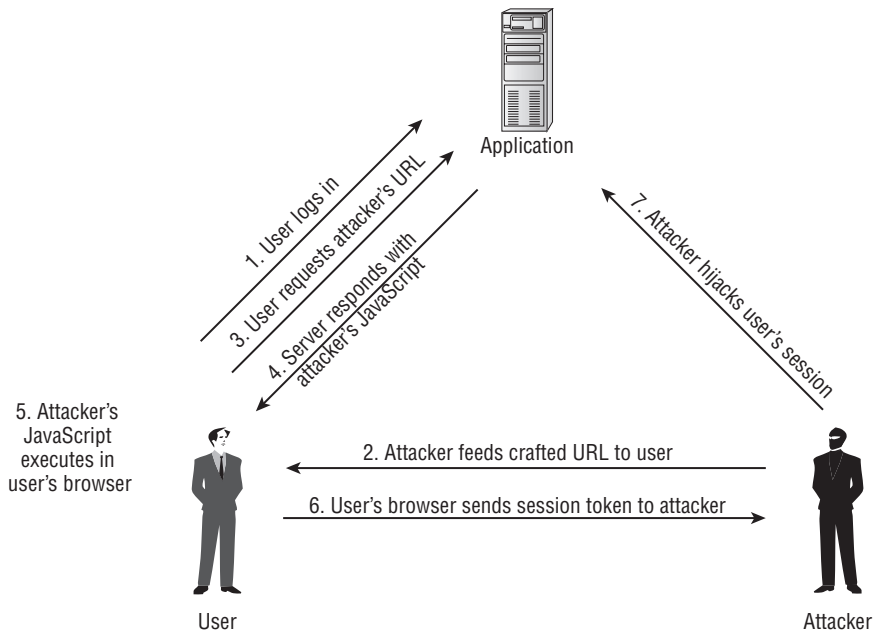 Application
1. User logs in
3. User requests attacker’s URL
4. Server responds with
attacker’s JavaScript
7. Attacker hijacks user’s session
5. Attacker’s
JavaScript
executes in
user’s browser
2. Attacker feeds crafted URL to user
6. User’s browser sends session token to attacker
User
Attacker